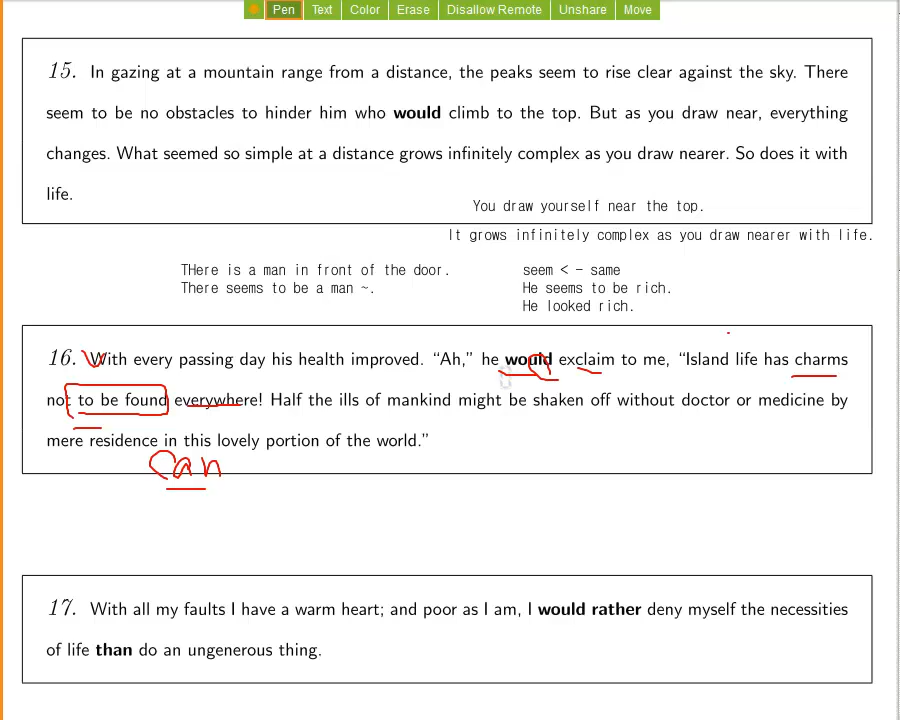 Pen Text Color Erase Disallow Remote Unshare Move
15. In gazing at a mountain range from a distance, the peaks seem to rise clear against the sky. There
seem to be no obstacles to hinder him who would climb to the top. But as you draw near, everything
changes. What seemed so simple at a distance grows infinitely complex as you draw nearer. So does it with
life.
You draw yourself near the top.
It grows infinitely complex as you draw nearer with life.
THere is a man in front of the door. seem < - same
There seems to be a man ~. He seems to be rich.
He looked rich.
16. With every passing day his health improved. “Ah,” he would exclaim to me, “Island life has charms
not to be found everywhere! Half the ills of mankind might be shaken off without doctor or medicine by
mere residence in this lovely portion of the world.”
can
17. With all my faults I have a warm heart; and poor as I am, I would rather deny myself the necessities
of life than do an ungenerous thing.